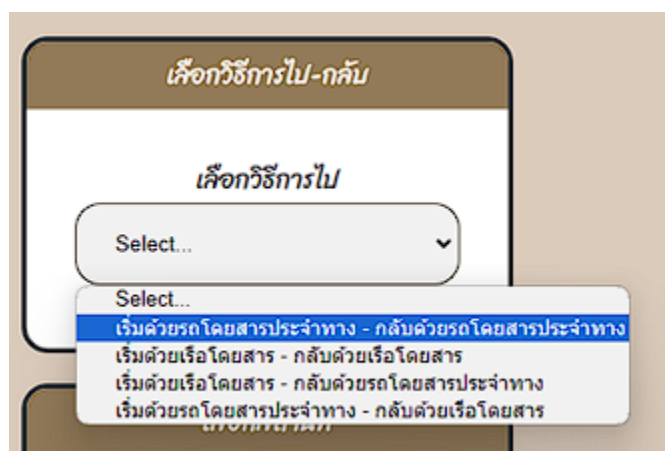 เลือกวิธีการไป-กลับ
เลือกวิธีการไป
Select...
Select...
เริ่มด้วยรถโดยสารประจำทาง - กลับด้วยรถโดยสารประจำทาง
เริ่มด้วยเรือโดยสาร - กลับด้วยเรือโดยสาร
เริ่มด้วยเรือโดยสาร - กลับด้วยรถโดยสารประจำทาง
เริ่มด้วยรถโดยสารประจำทาง - กลับด้วยเรือโดยสาร